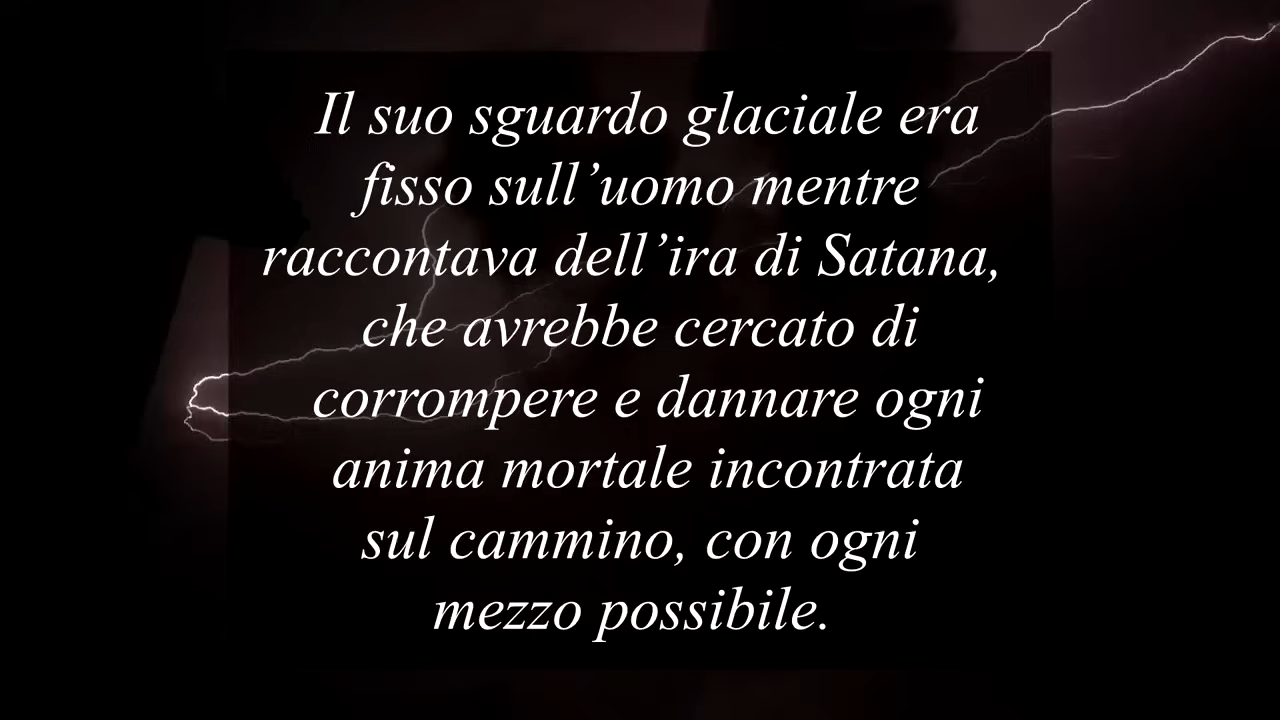 Il suo sguardo glaciale era
fisso sull’uomo mentre
raccontava dell’ira di Satana,
che avrebbe cercato di
corrompere e dannare ogni
anima mortale incontrata
sul cammino, con ogni
mezzo possibile.